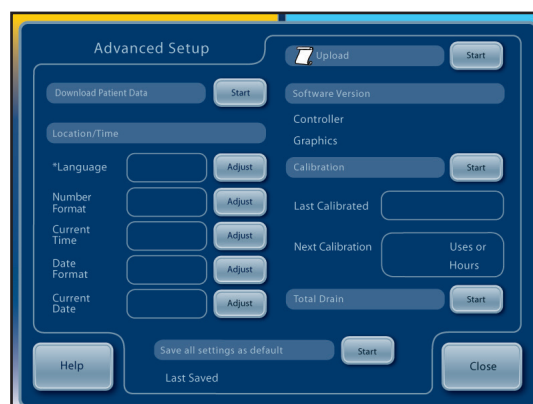 Advanced Setup
Download Patient Data
Start
Location/Time
*Language
Adjust
Number
Format
Adjust
Current
Time
Adjust
Date
Format
Adjust
Current
Date
Adjust
Upload
Start
Software Version
Controller
Graphics
Calibration
Start
Last Calibrated
Next Calibration
Uses or
Hours
Total Drain
Start
Save all settings as default
Start
Last Saved
Help
Close